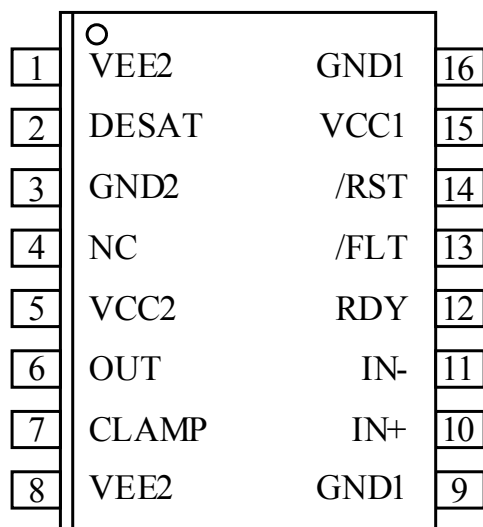 1 VEE2 GND1 16
2 DESAT VCC1 15
3 GND2 /RST 14
4 NC /FLT 13
5 VCC2 RDY 12
6 OUT IN- 11
7 CLAMP IN+ 10
8 VEE2 GND1 9